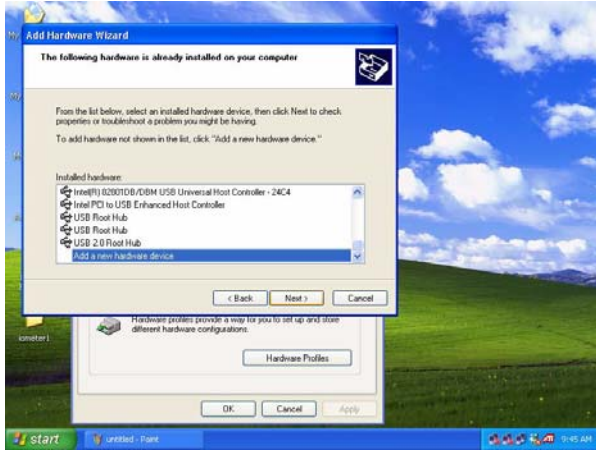 Add Hardware Wizard
The following hardware is already installed on your computer
From the list below, select an installed hardware device, then click Next to check
properties or troubleshoot a problem you might be having.
To add hardware not shown in the list, click "Add a new hardware device."
Installed hardware:
Intel(R) 82801DB/DBM USB Universal Host Controller - 24C4
Intel PCI to USB Enhanced Host Controller
USB Root Hub
USB Root Hub
USB 2.0 Root Hub
Add a new hardware device
< Back Next > Cancel
Hardware profiles provide a way for you to set up and store
different hardware configurations.
Hardware Profiles
iometer1
OK Cancel Apply
start untitled - Paint 9:45 AM